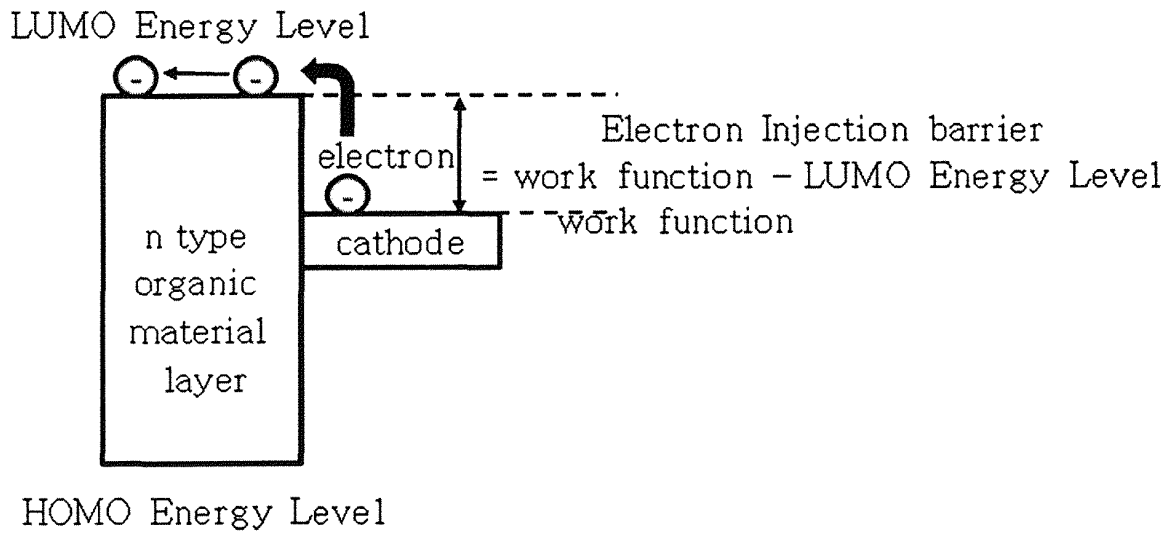 LUMO Energy Level
- -
electron
Electron Injection barrier
= work function - LUMO Energy Level
-
work function
cathode
n type
organic
material
layer
HOMO Energy Level